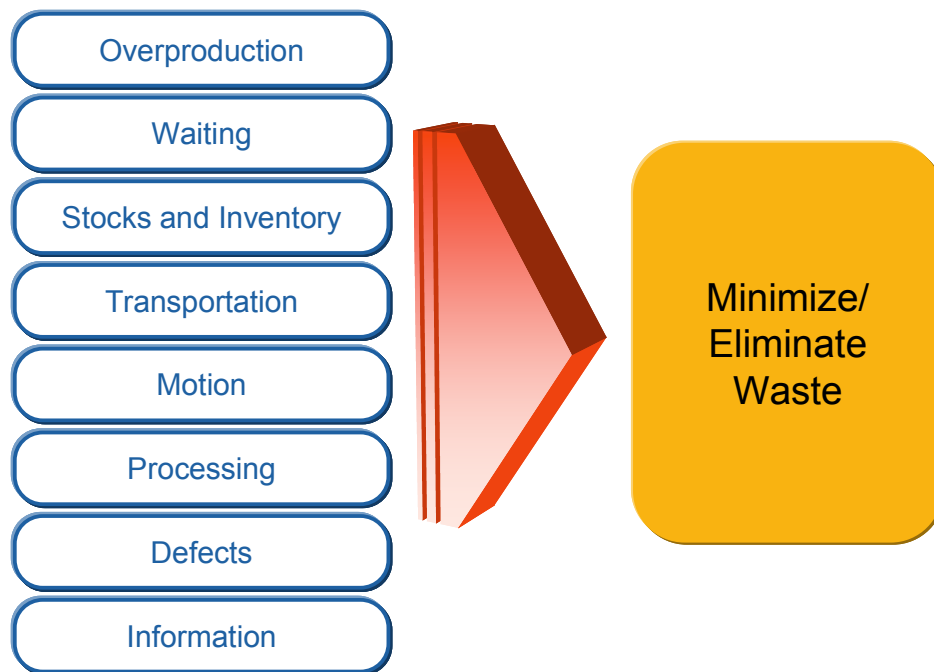 Overproduction
Waiting
Stocks and Inventory
Transportation
Motion
Processing
Defects
Information
Minimize/
Eliminate
Waste